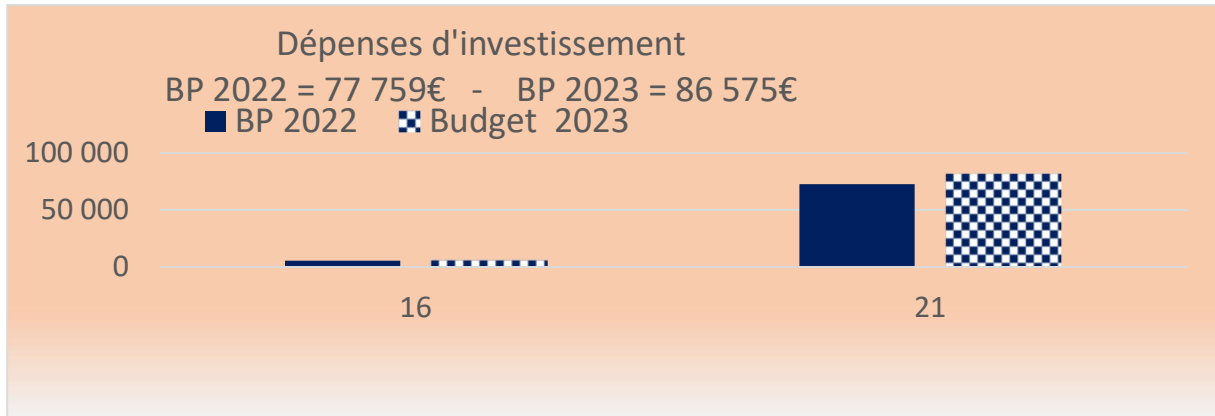 Dépenses d'investissement
BP 2022 = 77 759€ - BP 2023 = 86 575€
BP 2022 Budget 2023
100 000
50 000
0
16 21